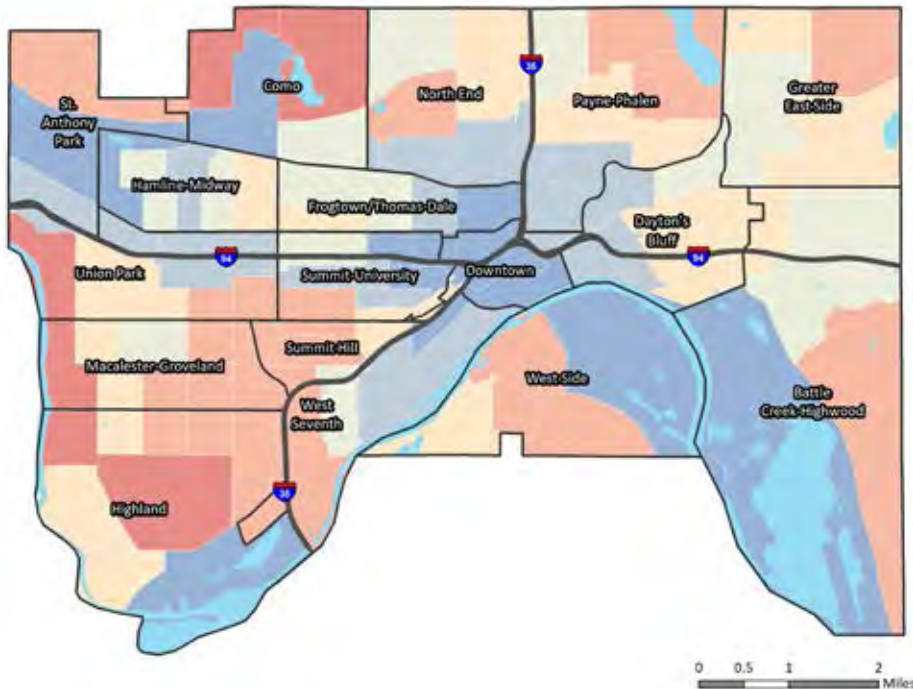 Como
North End
Payne-Phalen
Greater
East-Side
St.
Anthony
Park
Hamline-Midway
Frogtown/Thomas-Dale
Dayton's
Bluff
Union Park
Summit-University
Downtown
Macalester-Groveland
Summit-Hill
West-Side
Battle
Creek-Highwood
West
Seventh
Highland
35
94
94
35
0 0.5 1 2
Miles